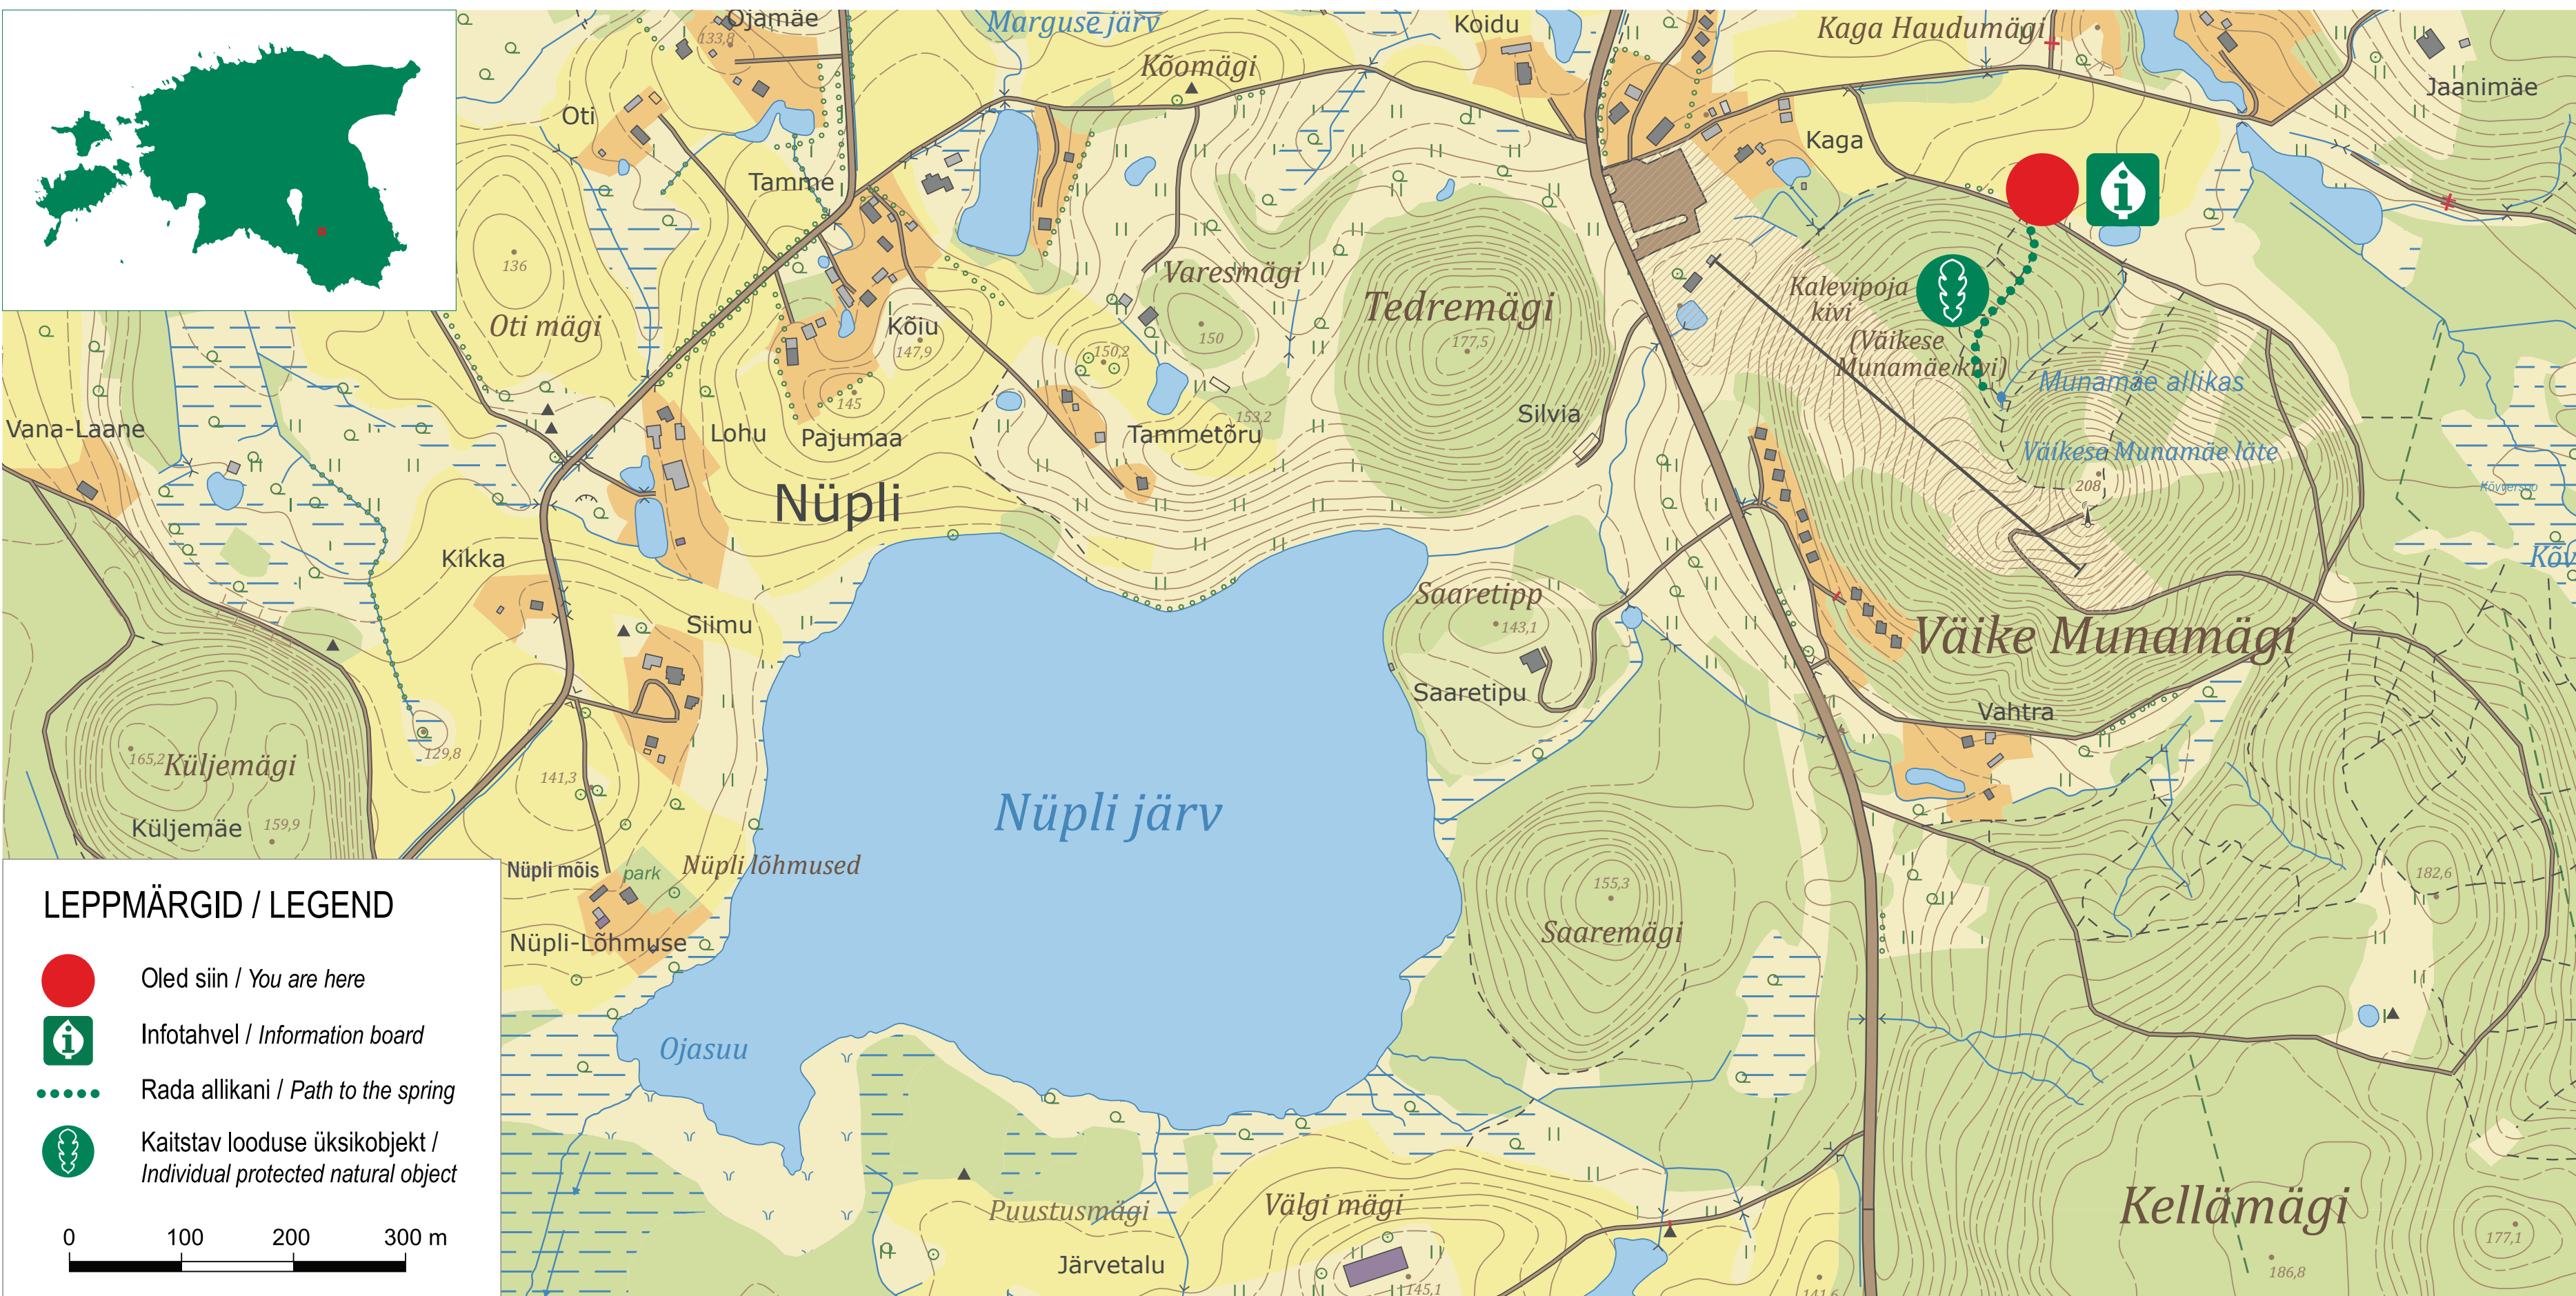 Ojamäe
133,8
Marguse järv
Kõomägi
Koidu
Kaga Haudumägi
Jaanimäe
Oti
Kaga
Tamme
136
Oti mägi
Varesmägi
150
Tedremägi
177,5
Kalevipoja
kivi
(Väikese
Munamäe kivi)
Kõiu
147,9
150,2
145
Munamäe allikas
Vana-Laane
Lohu
Pajumaa
Tammetõru
153,2
Silvia
Väikese Munamäe läte
208
Kõvversuo
Nüpli
Kikka
Kõv
Siimu
Saaretipp
143,1
Väike Munamägi
Saaretipu
Vahtra
165,2
Küljemägi
129,8
141,3
Küljemäe
159,9
Nüpli järv
Nüpli mõis
park
Nüpli lõhmused
155,3
182,6
Saaremägi
Nüpli-Lõhmuse
Ojasuu
Puustusmägi
Välgi mägi
Kellämägi
177,1
Järvetalu
145,1
186,8
141,6
LEPPMÄRGID / LEGEND
Oled siin / You are here
Infotahvel / Information board
Rada allikani / Path to the spring
Kaitstav looduse üksikobjekt /
Individual protected natural object
0 100 200 300 m